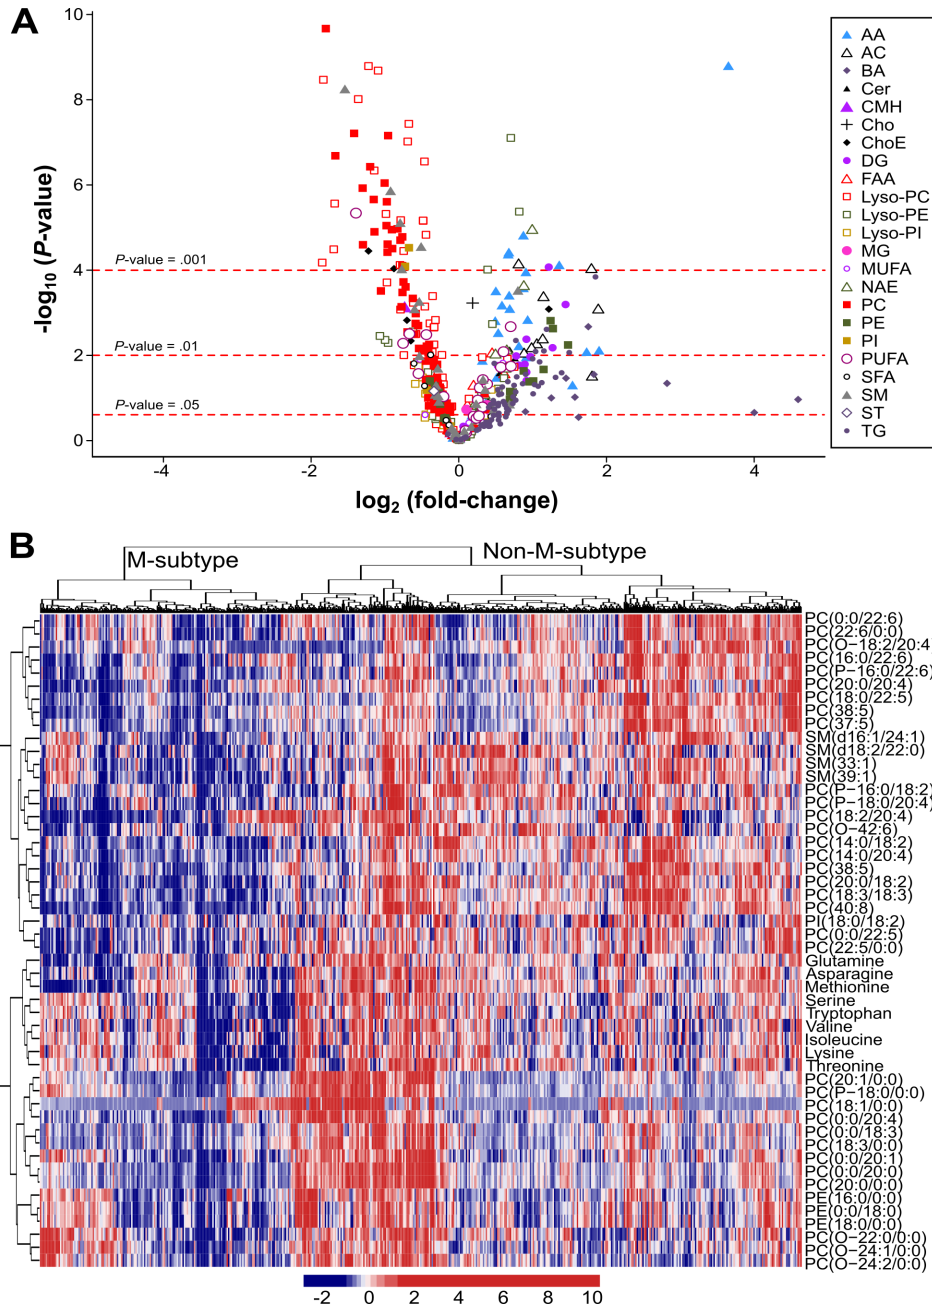 A
10
8
6
4
2
0
-log10 (P-value)
P-value = .001
P-value = .01
P-value = .05
-4
-2
0
2
4
log2 (fold-change)
AA
AC
BA
Cer
CMH
Cho
ChoE
DG
FAA
Lyso-PC
Lyso-PE
Lyso-PI
MG
MUFA
NAE
PC
PE
PI
PUFA
SFA
SM
ST
TG
B
M-subtype
Non-M-subtype
PC(0:0/22:6)
PC(22:6/0:0)
PC(O−18:2/20:4
PC(16:0/22:6)
PC(P−16:0/22:6)
PC(20:0/20:4)
PC(18:0/22:5)
PC(38:5)
PC(37:5)
SM(d16:1/24:1)
SM(d18:2/22:0)
SM(33:1)
SM(39:1)
PC(P−16:0/18:2)
PC(P−18:0/20:4)
PC(18:2/20:4)
PC(O−42:6)
PC(14:0/18:2)
PC(14:0/20:4)
PC(38:5)
PC(20:0/18:2)
PC(18:3/18:3)
PC(40:8)
PI(18:0/18:2)
PC(0:0/22:5)
PC(22:5/0:0)
Glutamine
Asparagine
Methionine
Serine
Tryptophan
Valine
Isoleucine
Lysine
Threonine
PC(20:1/0:0)
PC(P−18:0/0:0)
PC(18:1/0:0)
PC(0:0/20:4)
PC(0:0/18:3)
PC(18:3/0:0)
PC(0:0/20:1)
PC(0:0/20:0)
PC(20:0/0:0)
PE(16:0/0:0)
PE(0:0/18:0)
PE(18:0/0:0)
PC(O−22:0/0:0)
PC(O−24:1/0:0)
PC(O−24:2/0:0)
-2
0
2
4
6
8
10